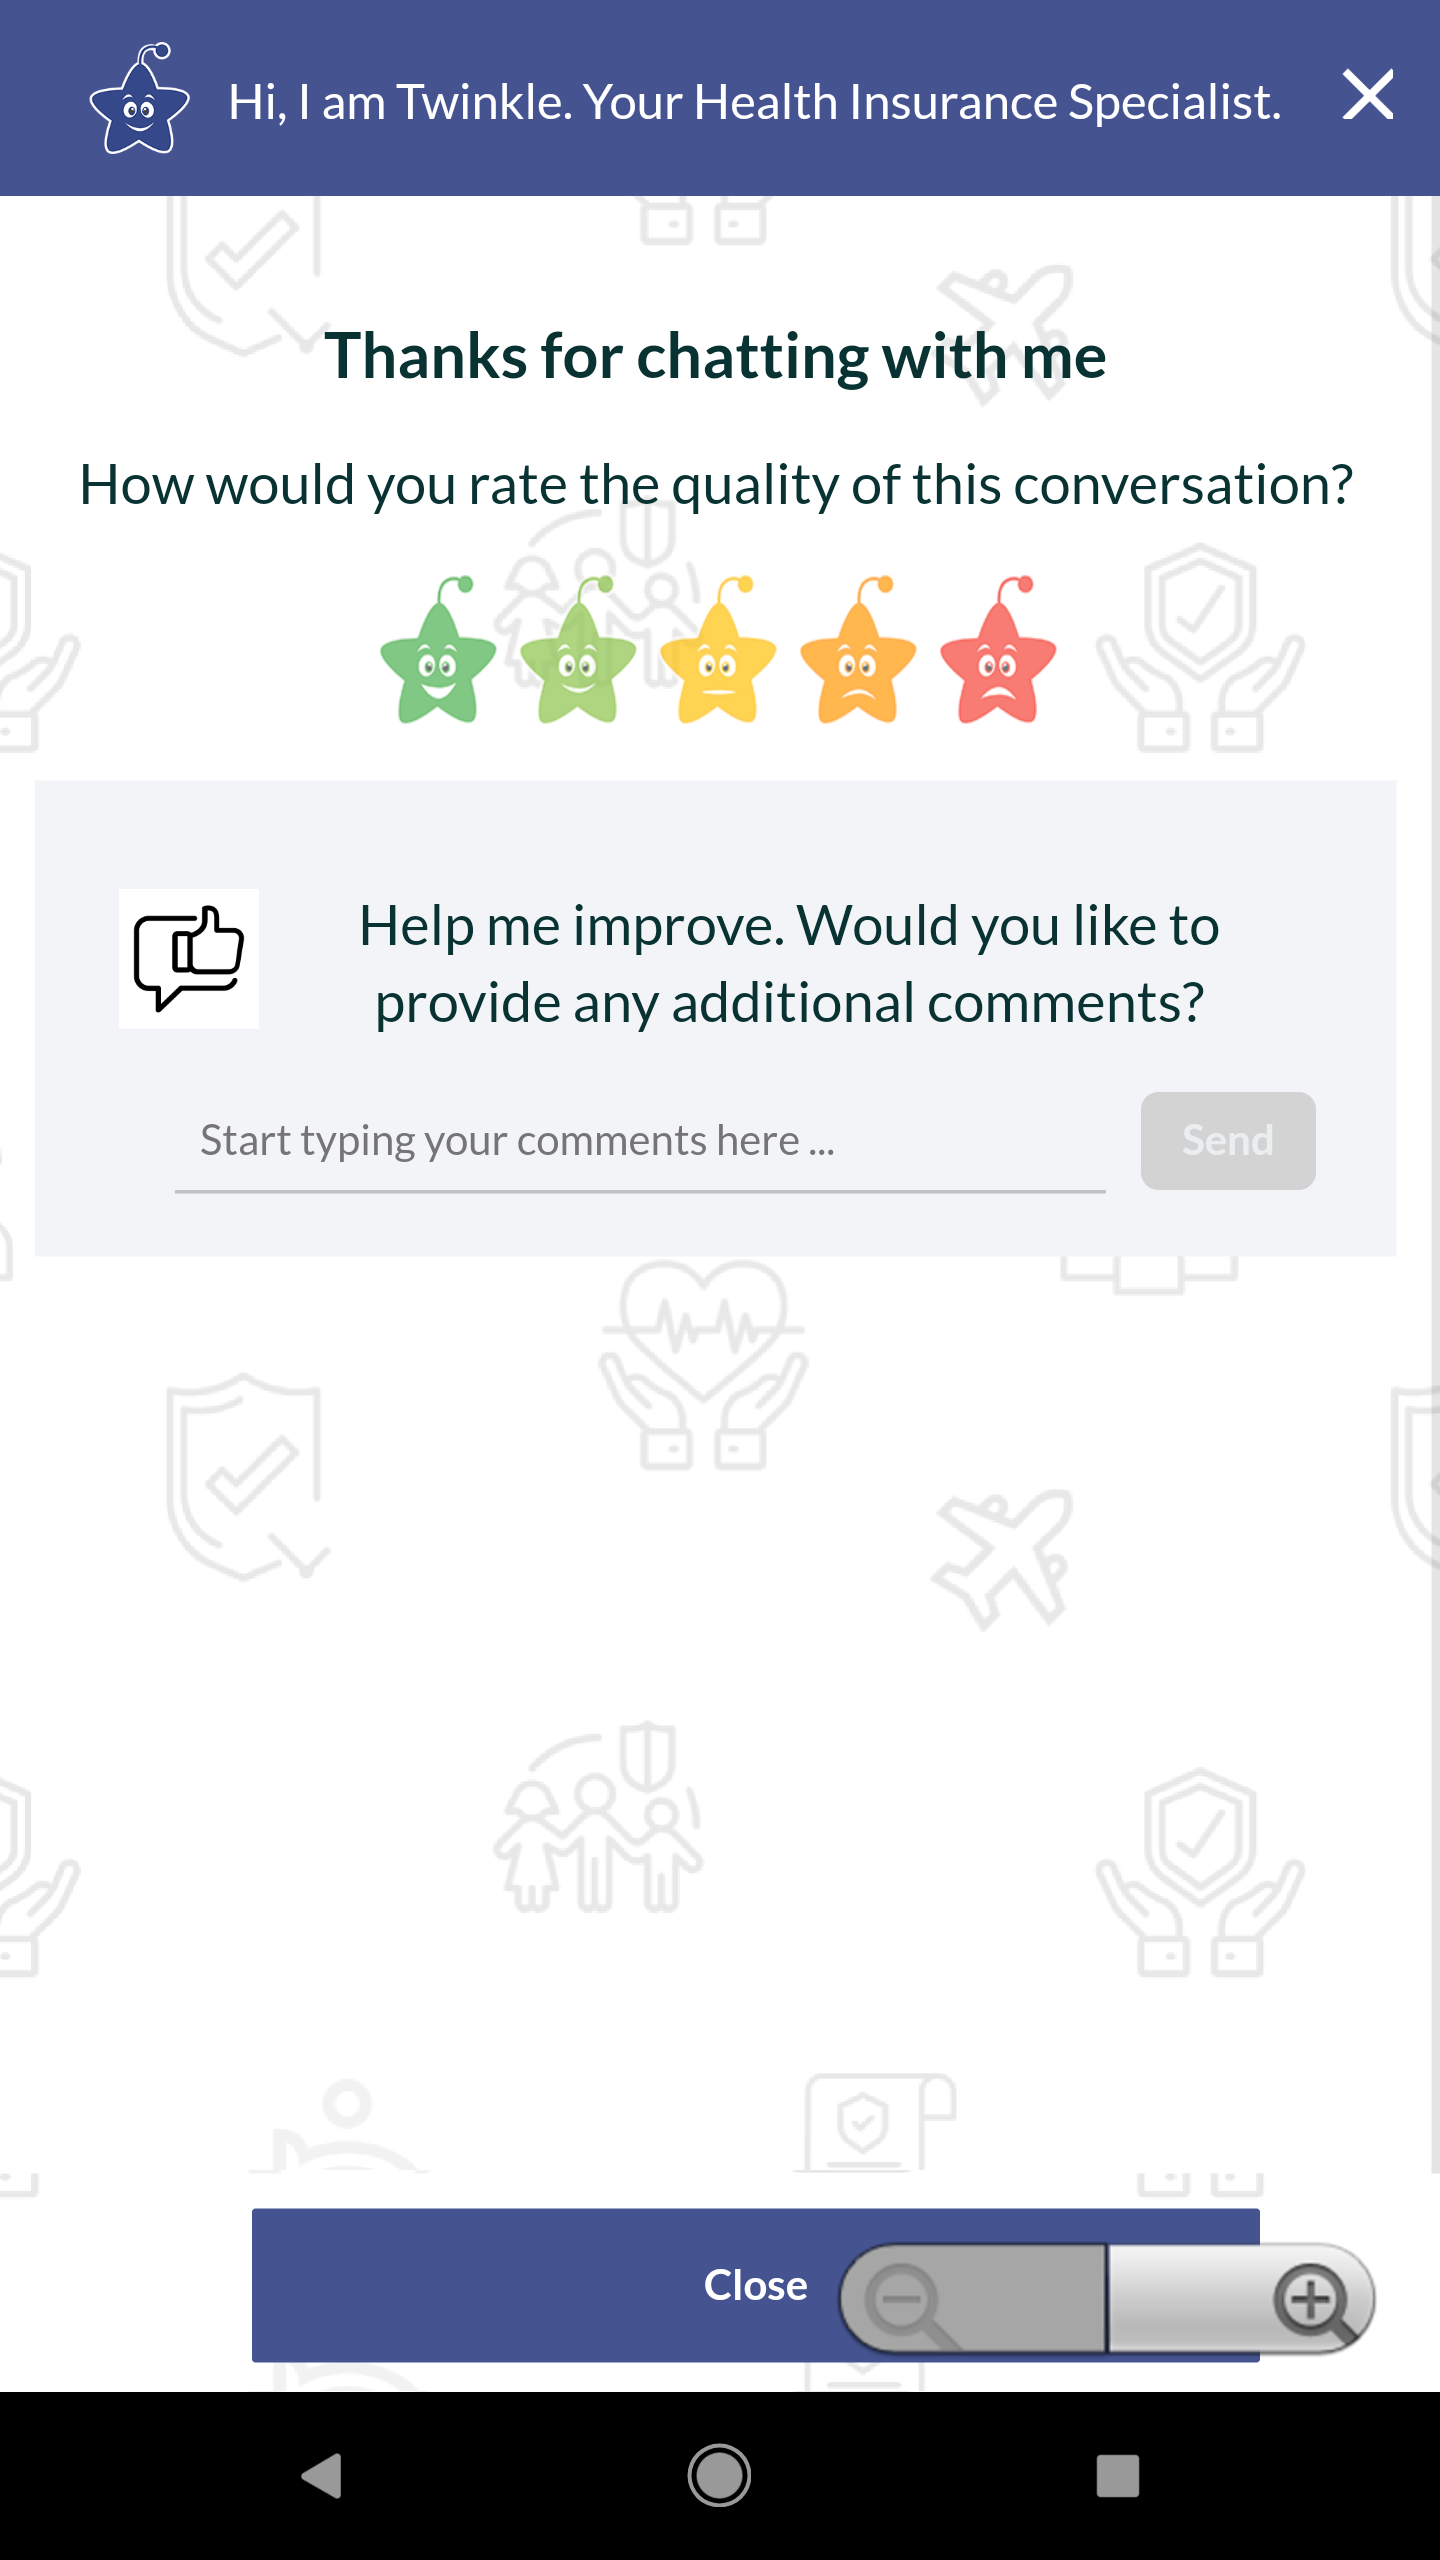 Hi, I am Twinkle. Your Health Insurance Specialist.
Thanks for chatting with me
How would you rate the quality of this conversation?
Help me improve. Would you like to
provide any additional comments?
Start typing your comments here ...
Send
Close